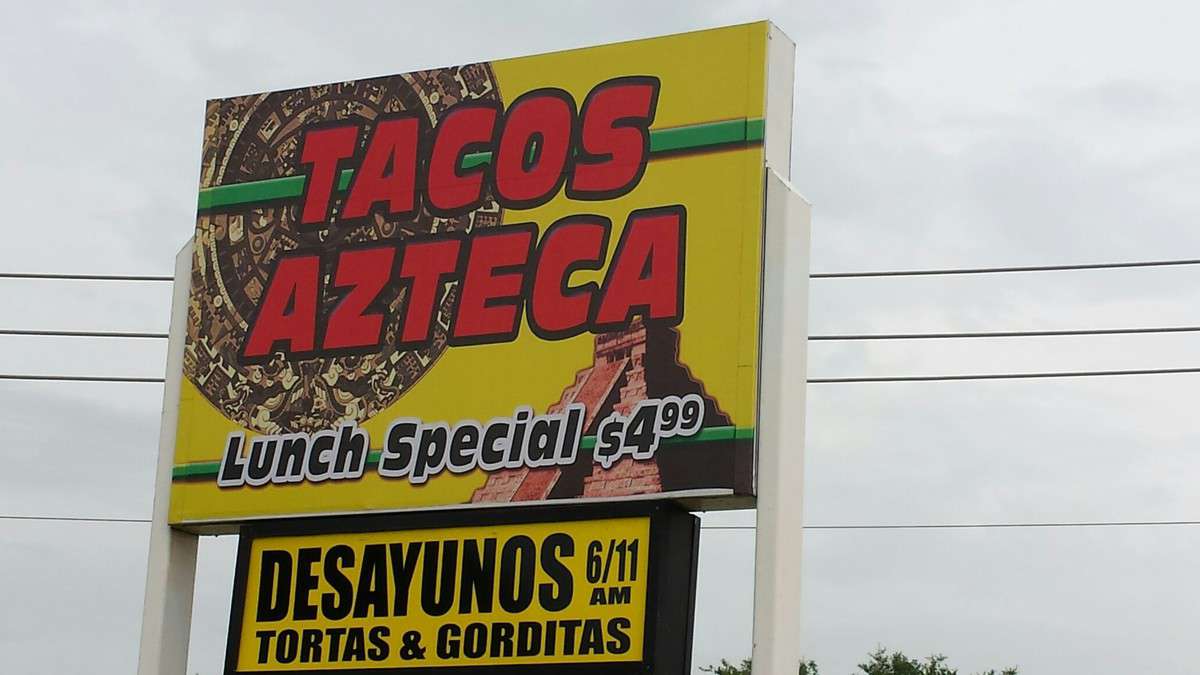 TACOS
AZTECA
Lunch Special $4.99
DESAYUNOS 6/11
AM
TORTAS & GORDITAS